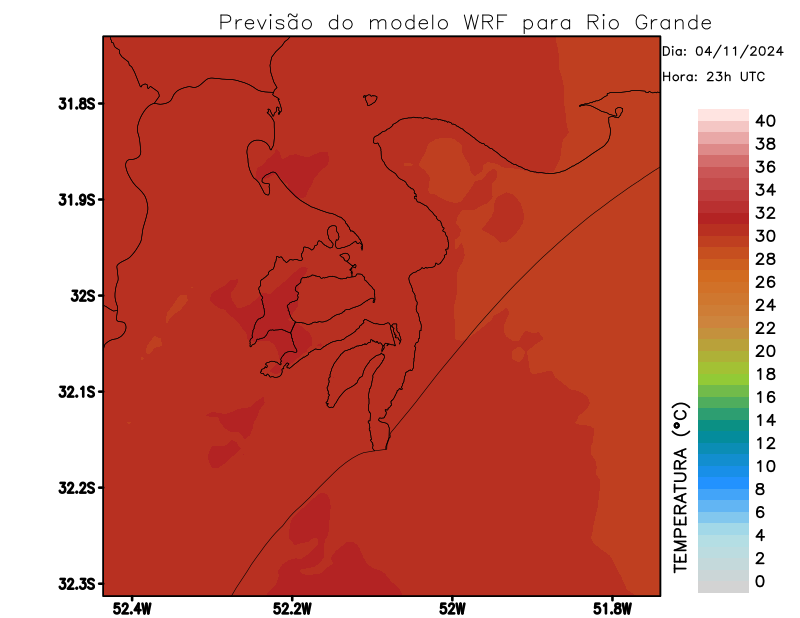 Previsão do modelo WRF para Rio Grande
Dia: 04/11/2024
Hora: 23h UTC
31.8S
31.9S
32S
32.1S
32.2S
32.3S
52.4W
52.2W
52W
51.8W
TEMPERATURA (°C)
40
38
36
34
32
30
28
26
24
22
20
18
16
14
12
10
8
6
4
2
0